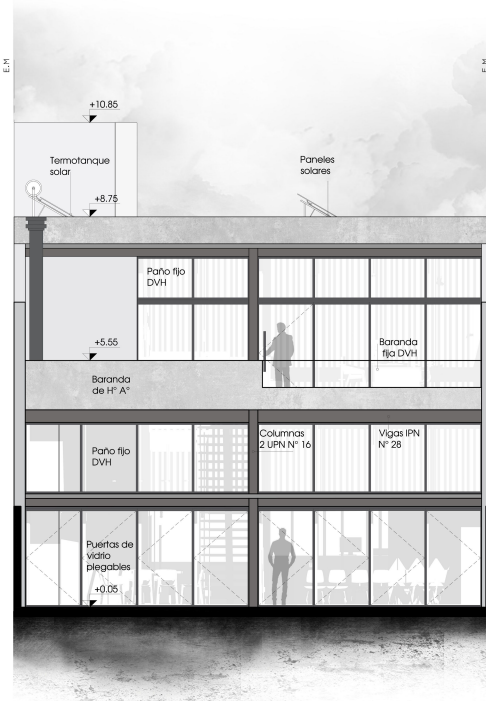 E.M
E.M
+10.85
Termotanque
solar
Paneles
solares
+8.75
Paño fijo
DVH
+5.55
Baranda
fija DVH
Baranda
de H° A°
Columnas
2 UPN N° 16
Vigas IPN
N° 28
Paño fijo
DVH
Puertas de
vidrio
plegables
+0.05